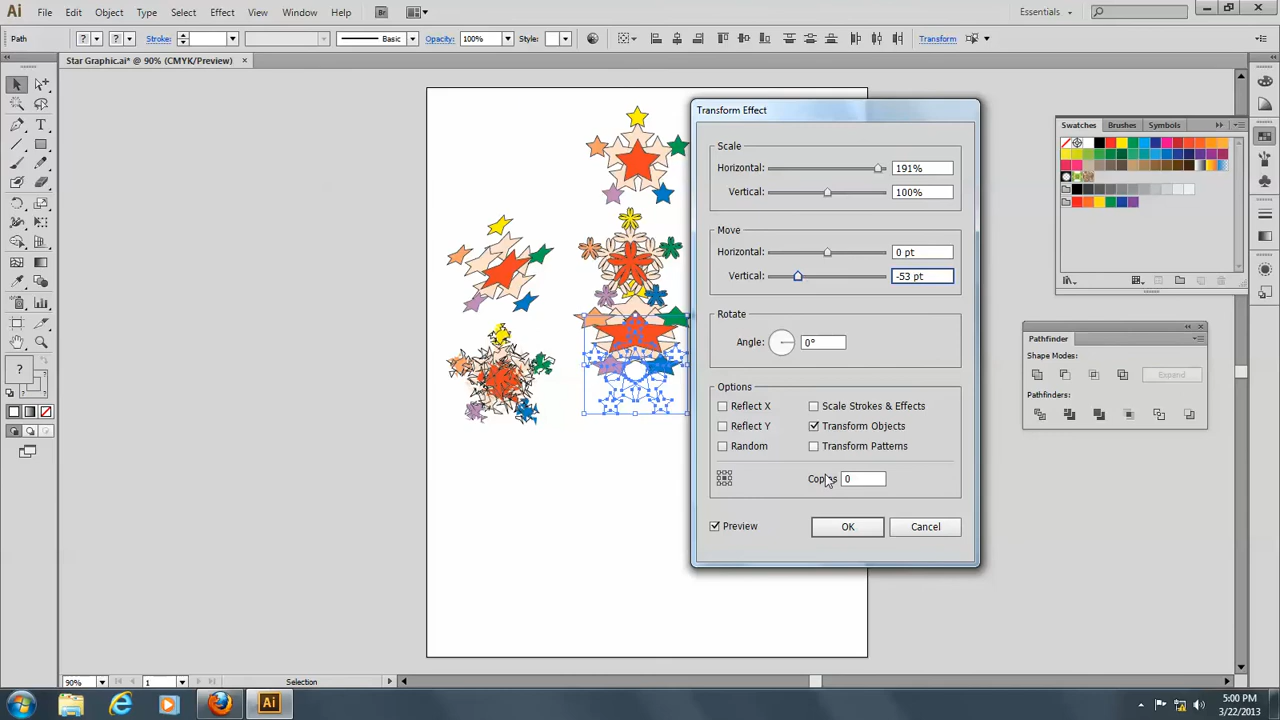 Ai File Edit Object Type Select Effect View Window Help Br Essentials
Path ? ? Stroke: Basic Opacity: 100% Style: Transform
Star Graphic.ai* @ 90% (CMYK/Preview) ×
Transform Effect
Scale
Horizontal: 191%
Vertical: 100%
Move
Horizontal: 0 pt
Vertical: -53 pt
Rotate
Angle: 0°
Options
Reflect X Scale Strokes & Effects
Reflect Y Transform Objects
Random Transform Patterns
Copies 0
Preview OK Cancel
Swatches Brushes Symbols
Pathfinder
Shape Modes:
Expand
Pathfinders:
T
?
90% 1 Selection
Ai
5:00 PM
3/22/2013